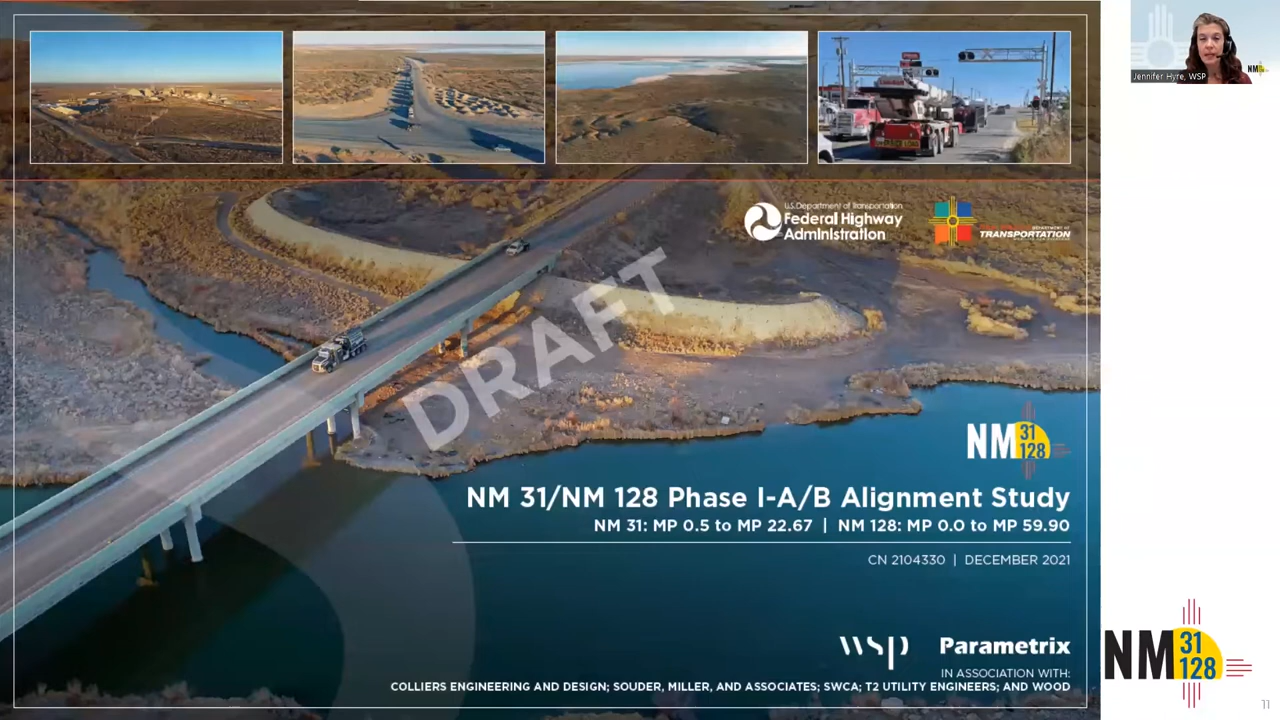 Jennifer Hyre, WSP
U.S. Department of Transportation
Federal Highway
Administration
DEPARTMENT OF
TRANSPORTATION
DRAFT
NM 31 128
NM 31/NM 128 Phase I-A/B Alignment Study
NM 31: MP 0.5 to MP 22.67 | NM 128: MP 0.0 to MP 59.90
CN 2104330 | DECEMBER 2021
wsp Parametrix
IN ASSOCIATION WITH:
COLLIERS ENGINEERING AND DESIGN; SOUDER, MILLER, AND ASSOCIATES; SWCA; T2 UTILITY ENGINEERS; AND WOOD
NM 31 128
11